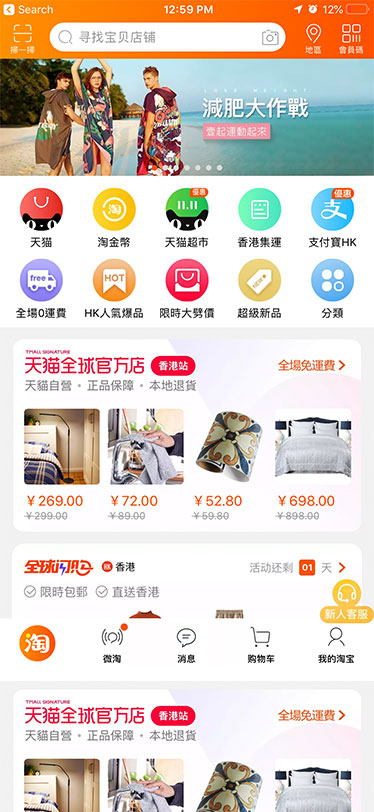 Search
12:59 PM
12%
扫一扫
寻找宝贝店铺
地區
會員碼
LOSE WEIGHT
減肥大作戰
壹起運動起來
優惠
11.11
優惠
天猫
淘金幣
天猫超市
香港集運
支付寶HK
free
HOT
NEW
全場0運費
HK人氣爆品
限時大劈價
超級新品
分類
TMALL SIGNATURE
天猫全球官方店 香港站
全場免運費
天貓自营 · 正品保障 · 本地退貨
￥269.00 ￥72.00 ￥52.80 ￥698.00
￥299.00 ￥89.00 ￥59.80 ￥898.00
全球闪购 香港
活动还剩 01 天
限時包郵 直送香港
新人客服
淘
微淘
消息
购物车
我的淘宝
TMALL SIGNATURE
天猫全球官方店 香港站
全場免運費
天貓自营 · 正品保障 · 本地退貨